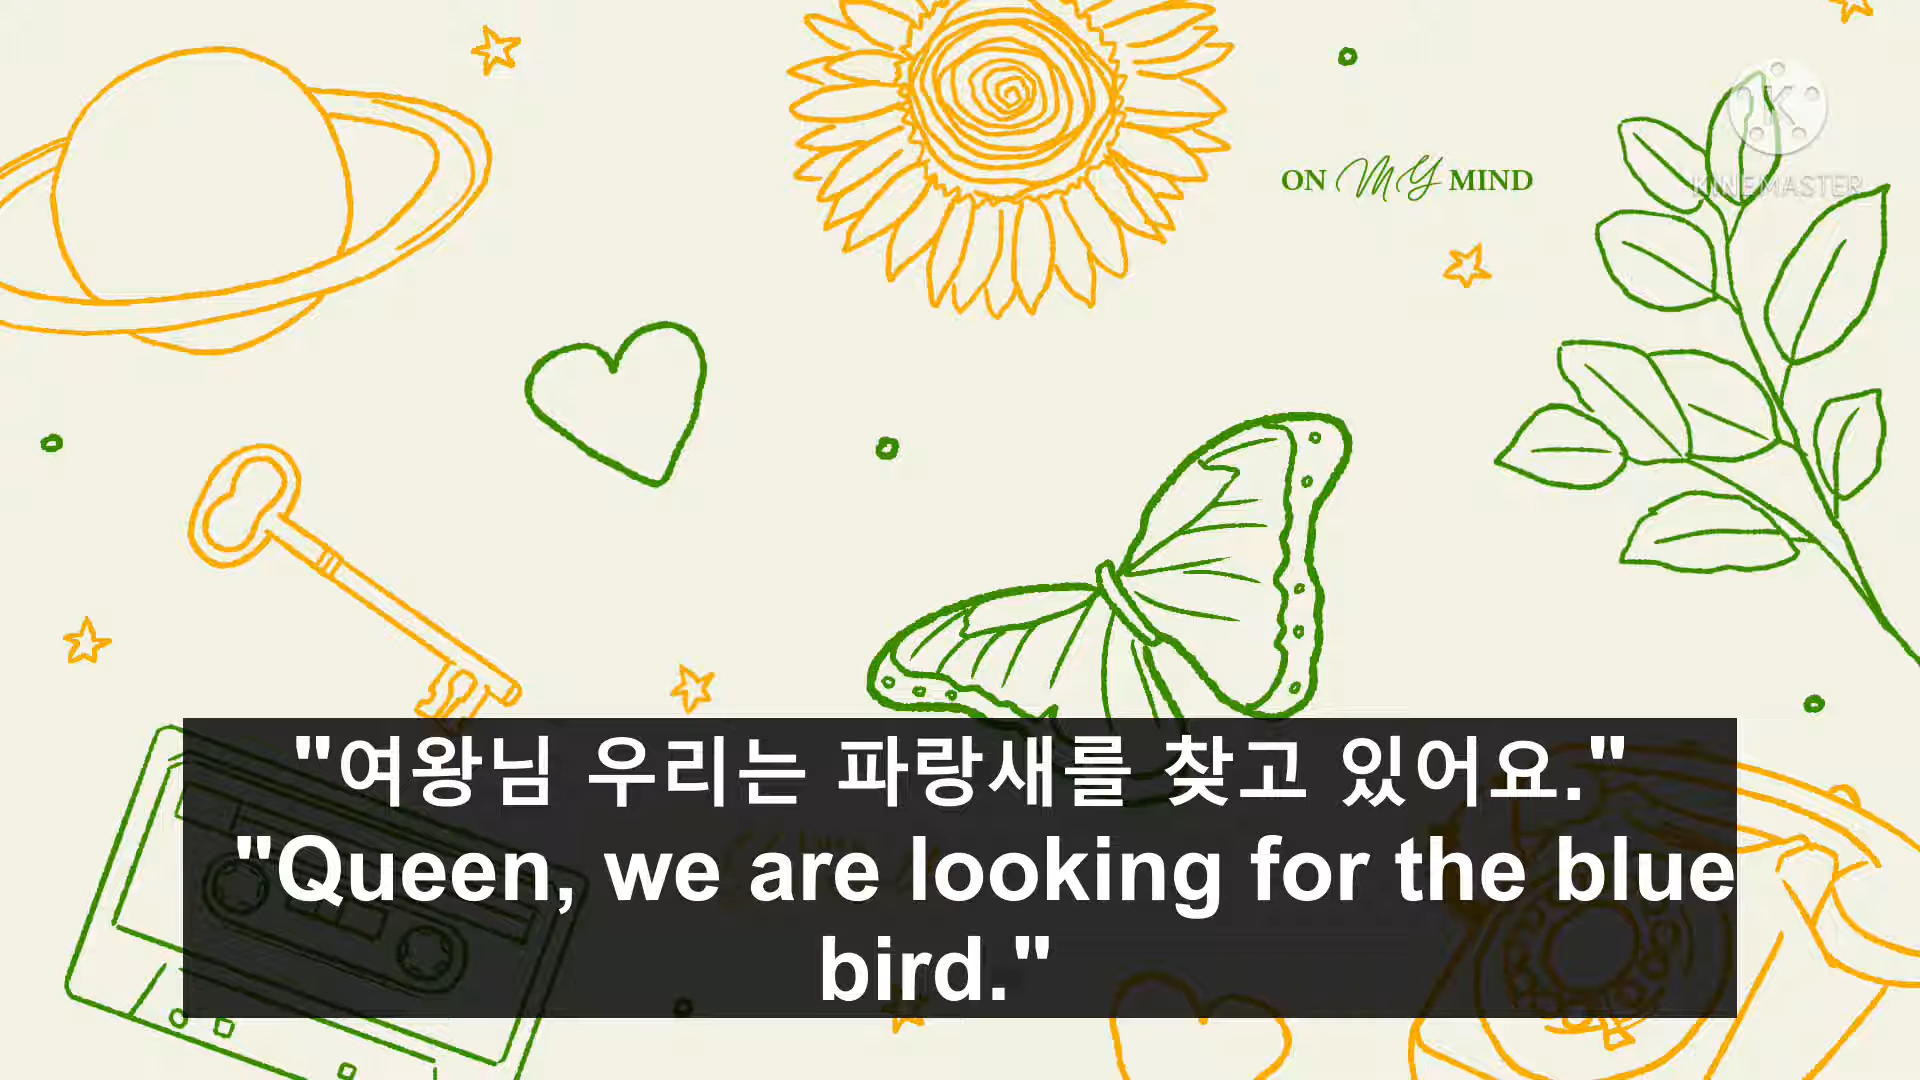 ON MY MIND
KINEMASTER
"여왕님 우리는 파랑새를 찾고 있어요."
"Queen, we are looking for the blue
bird."